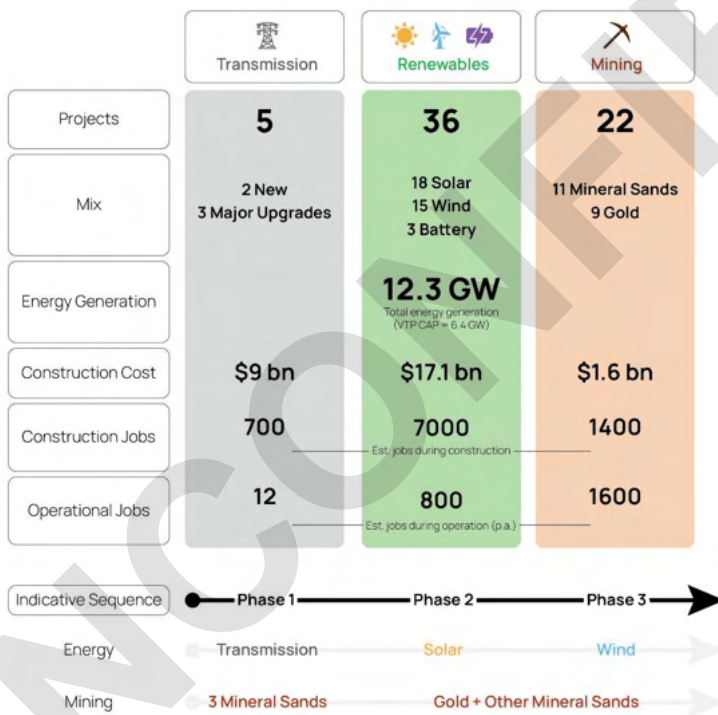 Transmission Renewables Mining
Projects 5 36 22
Mix
2 New
3 Major Upgrades
18 Solar
15 Wind
3 Battery
11 Mineral Sands
9 Gold
Energy Generation
12.3 GW
Total energy generation
(VTP CAP = 6.4 GW)
Construction Cost $9 bn $17.1 bn $1.6 bn
Construction Jobs 700 7000 1400
Est. jobs during construction
Operational Jobs 12 800 1600
Est. jobs during operation (p.a.)
Indicative Sequence Phase 1 Phase 2 Phase 3
Energy Transmission Solar Wind
Mining 3 Mineral Sands Gold + Other Mineral Sands
NCONFI